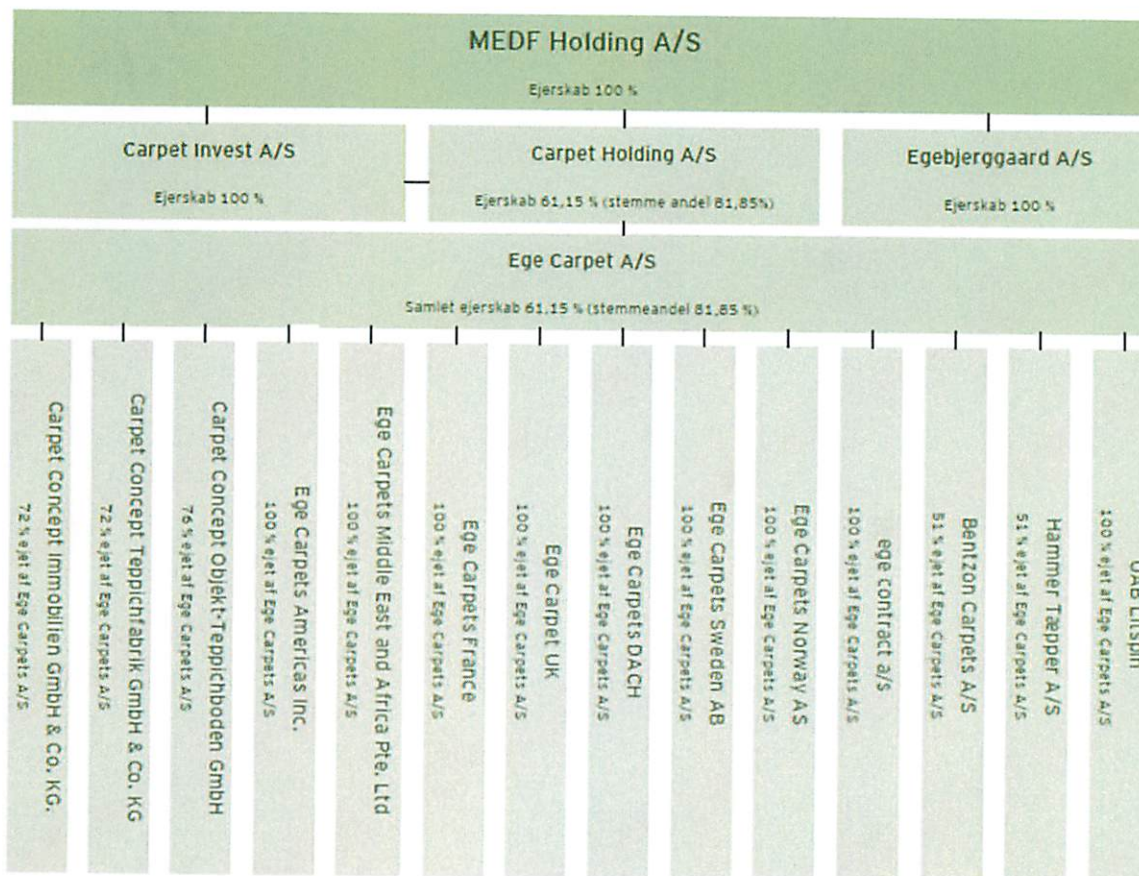 MEDF Holding A/S
Ejerskab 100 %
Carpet Invest A/S
Ejerskab 100 %
Carpet Holding A/S
Ejerskab 61,15 % (stemme andel 81,85%)
Egebjerggaard A/S
Ejerskab 100 %
Ege Carpet A/S
Samlet ejerskab 61,15 % (stemmeandel 81,85 %)
Carpet Concept Immobilien GmbH & Co. KG.
72 % ejet af Ege Carpets A/S
Carpet Concept Teppichfabrik GmbH & Co. KG
72 % ejet af Ege Carpets A/S
Carpet Concept Objekt-Teppichboden GmbH
76 % ejet af Ege Carpets A/S
Ege Carpets Americas Inc.
100 % ejet af Ege Carpets A/S
Ege Carpets Middle East and Africa Pte. Ltd
100 % ejet af Ege Carpets A/S
Ege Carpets France
100 % ejet af Ege Carpets A/S
Ege Carpet UK
100 % ejet af Ege Carpets A/S
Ege Carpets DACH
100 % ejet af Ege Carpets A/S
Ege Carpets Sweden AB
100 % ejet af Ege Carpets A/S
Ege Carpets Norway AS
100 % ejet af Ege Carpets A/S
ege contract a/s
100 % ejet af Ege Carpets A/S
Bentzon Carpets A/S
51 % ejet af Ege Carpets A/S
Hammer Tæpper A/S
51 % ejet af Ege Carpets A/S
UAB Litspin
100 % ejet af Ege Carpets A/S